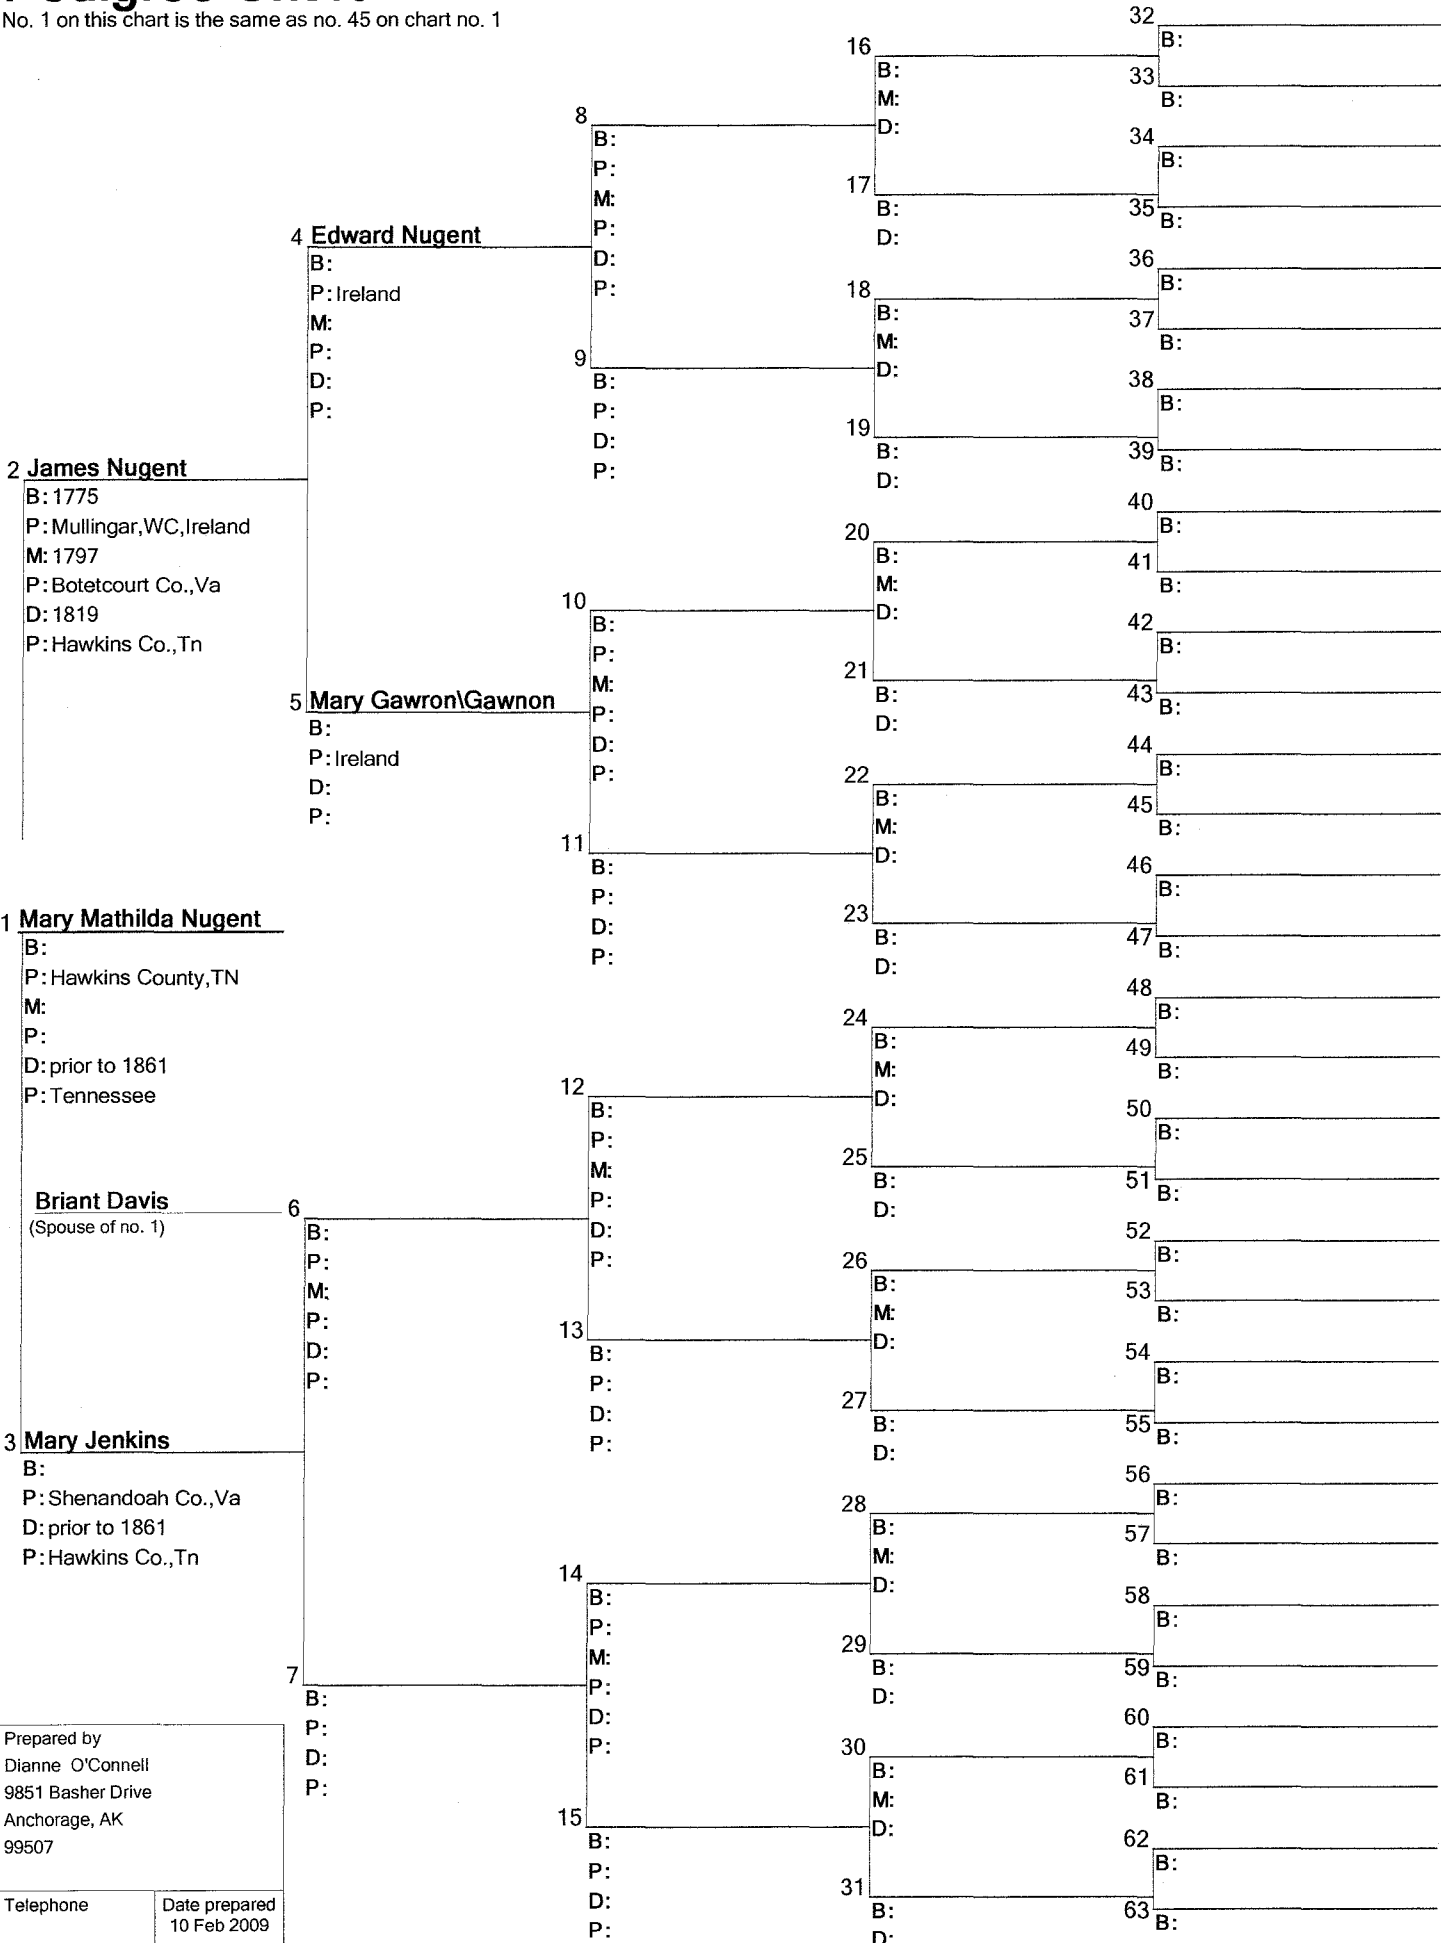 No. 1 on this chart is the same as no. 45 on chart no. 1
2 James Nugent
B: 1775
P: Mullingar,WC,Ireland
M: 1797
P: Botetcourt Co.,Va
D: 1819
P: Hawkins Co.,Tn
1 Mary Mathilda Nugent
B:
P: Hawkins County,TN
M:
P:
D: prior to 1861
P: Tennessee
Briant Davis
(Spouse of no. 1)
3 Mary Jenkins
B:
P: Shenandoah Co.,Va
D: prior to 1861
P: Hawkins Co.,Tn
Prepared by
Dianne O'Connell
9851 Basher Drive
Anchorage, AK
99507
Telephone
Date prepared
10 Feb 2009
4 Edward Nugent
B:
P: Ireland
M:
P:
D:
P:
5 Mary Gawron\Gawnon
B:
P: Ireland
D:
P:
6
B:
P:
M:
P:
D:
P:
7
B:
P:
D:
P:
8
B:
P:
M:
P:
D:
P:
9
B:
P:
D:
P:
10
B:
P:
M:
P:
D:
P:
11
B:
P:
D:
P:
12
B:
P:
M:
P:
D:
P:
13
B:
P:
D:
P:
14
B:
P:
M:
P:
D:
P:
15
B:
P:
D:
P:
16
B:
M:
D:
17
B:
D:
18
B:
M:
D:
19
B:
D:
20
B:
M:
D:
21
B:
D:
22
B:
M:
D:
23
B:
D:
24
B:
M:
D:
25
B:
D:
26
B:
M:
D:
27
B:
D:
28
B:
M:
D:
29
B:
D:
30
B:
M:
D:
31
B:
D:
32
B:
33
B:
34
B:
35
B:
36
B:
37
B:
38
B:
39
B:
40
B:
41
B:
42
B:
43
B:
44
B:
45
B:
46
B:
47
B:
48
B:
49
B:
50
B:
51
B:
52
B:
53
B:
54
B:
55
B:
56
B:
57
B:
58
B:
59
B:
60
B:
61
B:
62
B:
63
B: